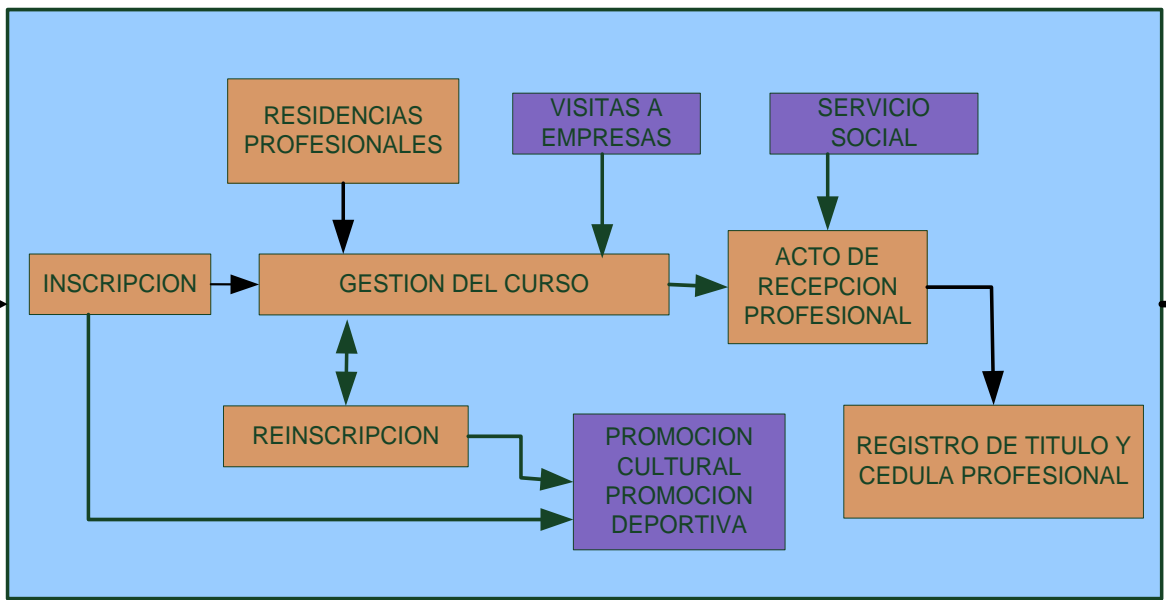 RESIDENCIAS
PROFESIONALES
VISITAS A
EMPRESAS
SERVICIO
SOCIAL
INSCRIPCION
GESTION DEL CURSO
ACTO DE
RECEPCION
PROFESIONAL
REINSCRIPCION
PROMOCION
CULTURAL
PROMOCION
DEPORTIVA
REGISTRO DE TITULO Y
CEDULA PROFESIONAL